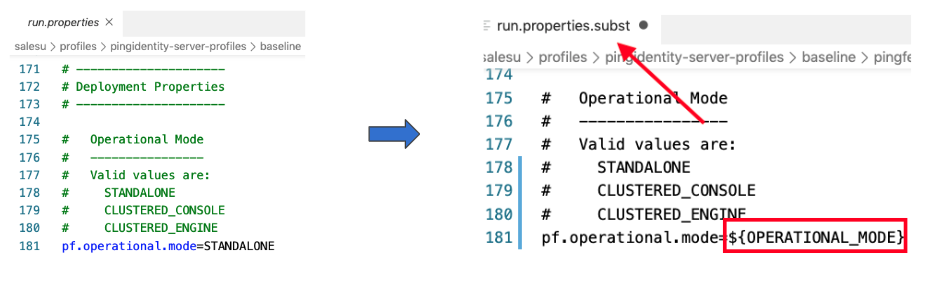 run.properties ×
salesu > profiles > pingidentity-server-profiles > baseline
171 # ----------------------
172 # Deployment Properties
173 # ----------------------
174
175 #   Operational Mode
176 #   ----------------
177 #   Valid values are:
178 #     STANDALONE
179 #     CLUSTERED_CONSOLE
180 #     CLUSTERED_ENGINE
181 pf.operational.mode=STANDALONE
run.properties.subst
salesu > profiles > pingidentity-server-profiles > baseline > pingfe
174
175 #   Operational Mode
176 #   ----------------
177 #   Valid values are:
178 #     STANDALONE
179 #     CLUSTERED_CONSOLE
180 #     CLUSTERED_ENGINE
181 pf.operational.mode=${OPERATIONAL_MODE}